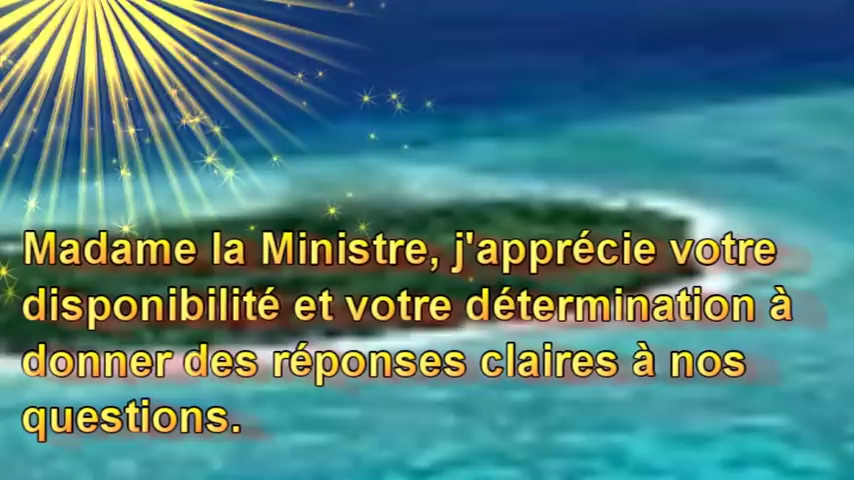 Madame la Ministre, j'apprécie votre
disponibilité et votre détermination à
donner des réponses claires à nos
questions.